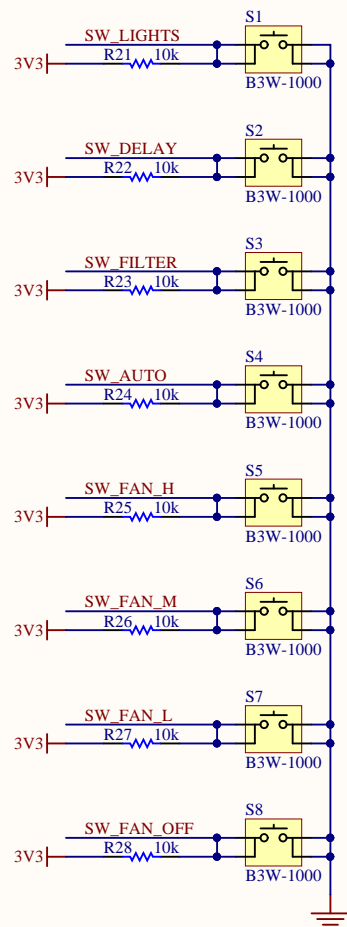 S1
SW_LIGHTS
3V3 R21 10k
B3W-1000
S2
SW_DELAY
3V3 R22 10k
B3W-1000
S3
SW_FILTER
3V3 R23 10k
B3W-1000
S4
SW_AUTO
3V3 R24 10k
B3W-1000
S5
SW_FAN_H
3V3 R25 10k
B3W-1000
S6
SW_FAN_M
3V3 R26 10k
B3W-1000
S7
SW_FAN_L
3V3 R27 10k
B3W-1000
S8
SW_FAN_OFF
3V3 R28 10k
B3W-1000